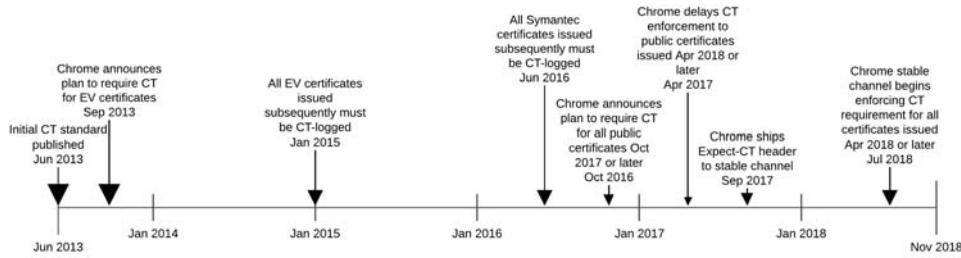 Initial CT standard
published
Jun 2013
Chrome announces
plan to require CT
for EV certificates
Sep 2013
All EV certificates
issued
subsequently must
be CT-logged
Jan 2015
All Symantec
certificates issued
subsequently must
be CT-logged
Jun 2016
Chrome announces
plan to require CT
for all public
certificates Oct
2017 or later
Oct 2016
Chrome delays CT
enforcement to
public certificates
issued Apr 2018 or
later
Apr 2017
Chrome ships
Expect-CT header
to stable channel
Sep 2017
Chrome stable
channel begins
enforcing CT
requirement for all
certificates issued
Apr 2018 or later
Jul 2018
Jun 2013
Jan 2014
Jan 2015
Jan 2016
Jan 2017
Jan 2018
Nov 2018